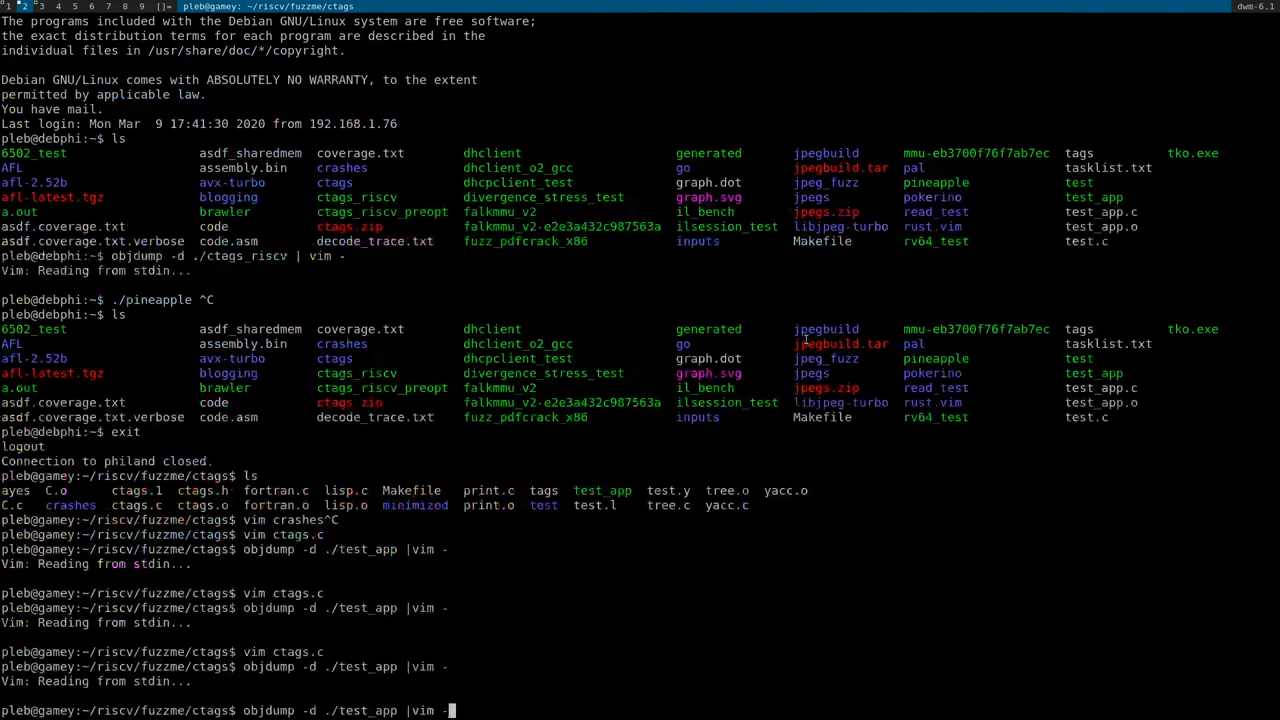 1 2 3 4 5 6 7 8 9 []= pleb@gamey: ~/riscv/fuzzme/ctags dwm-6.1
The programs included with the Debian GNU/Linux system are free software;
the exact distribution terms for each program are described in the
individual files in /usr/share/doc/*/copyright.
Debian GNU/Linux comes with ABSOLUTELY NO WARRANTY, to the extent
permitted by applicable law.
You have mail.
Last login: Mon Mar  9 17:41:30 2020 from 192.168.1.76
pleb@debphi:~$ ls
6502_test asdf_sharedmem coverage.txt dhclient generated jpegbuild mmu-eb3700f76f7ab7ec tags tko.exe
AFL assembly.bin crashes dhclient_o2_gcc go jpegbuild.tar pal tasklist.txt
afl-2.52b avx-turbo ctags dhcpclient_test graph.dot jpeg_fuzz pineapple test
afl-latest.tgz blogging ctags_riscv divergence_stress_test graph.svg jpegs pokerino test_app
a.out brawler ctags_riscv_preopt falkmmu_v2 il_bench jpegs.zip read_test test_app.c
asdf.coverage.txt code ctags.zip falkmmu_v2-e2e3a432c987563a ilsession_test libjpeg-turbo rust.vim test_app.o
asdf.coverage.txt.verbose code.asm decode_trace.txt fuzz_pdfcrack_x86 inputs Makefile rv64_test test.c
pleb@debphi:~$ objdump -d ./ctags_riscv | vim -
Vim: Reading from stdin...
pleb@debphi:~$ ./pineapple ^C
pleb@debphi:~$ ls
6502_test asdf_sharedmem coverage.txt dhclient generated jpegbuild mmu-eb3700f76f7ab7ec tags tko.exe
AFL assembly.bin crashes dhclient_o2_gcc go jpegbuild.tar pal tasklist.txt
afl-2.52b avx-turbo ctags dhcpclient_test graph.dot jpeg_fuzz pineapple test
afl-latest.tgz blogging ctags_riscv divergence_stress_test graph.svg jpegs pokerino test_app
a.out brawler ctags_riscv_preopt falkmmu_v2 il_bench jpegs.zip read_test test_app.c
asdf.coverage.txt code ctags.zip falkmmu_v2-e2e3a432c987563a ilsession_test libjpeg-turbo rust.vim test_app.o
asdf.coverage.txt.verbose code.asm decode_trace.txt fuzz_pdfcrack_x86 inputs Makefile rv64_test test.c
pleb@debphi:~$ exit
logout
Connection to philand closed.
pleb@gamey:~/riscv/fuzzme/ctags$ ls
ayes C.o ctags.1 ctags.h fortran.c lisp.c Makefile print.c tags test_app test.y tree.o yacc.o
C.c crashes ctags.c ctags.o fortran.o lisp.o minimized print.o test test.l tree.c yacc.c
pleb@gamey:~/riscv/fuzzme/ctags$ vim crashes^C
pleb@gamey:~/riscv/fuzzme/ctags$ vim ctags.c
pleb@gamey:~/riscv/fuzzme/ctags$ objdump -d ./test_app |vim -
Vim: Reading from stdin...
pleb@gamey:~/riscv/fuzzme/ctags$ vim ctags.c
pleb@gamey:~/riscv/fuzzme/ctags$ objdump -d ./test_app |vim -
Vim: Reading from stdin...
pleb@gamey:~/riscv/fuzzme/ctags$ vim ctags.c
pleb@gamey:~/riscv/fuzzme/ctags$ objdump -d ./test_app |vim -
Vim: Reading from stdin...
pleb@gamey:~/riscv/fuzzme/ctags$ objdump -d ./test_app |vim -